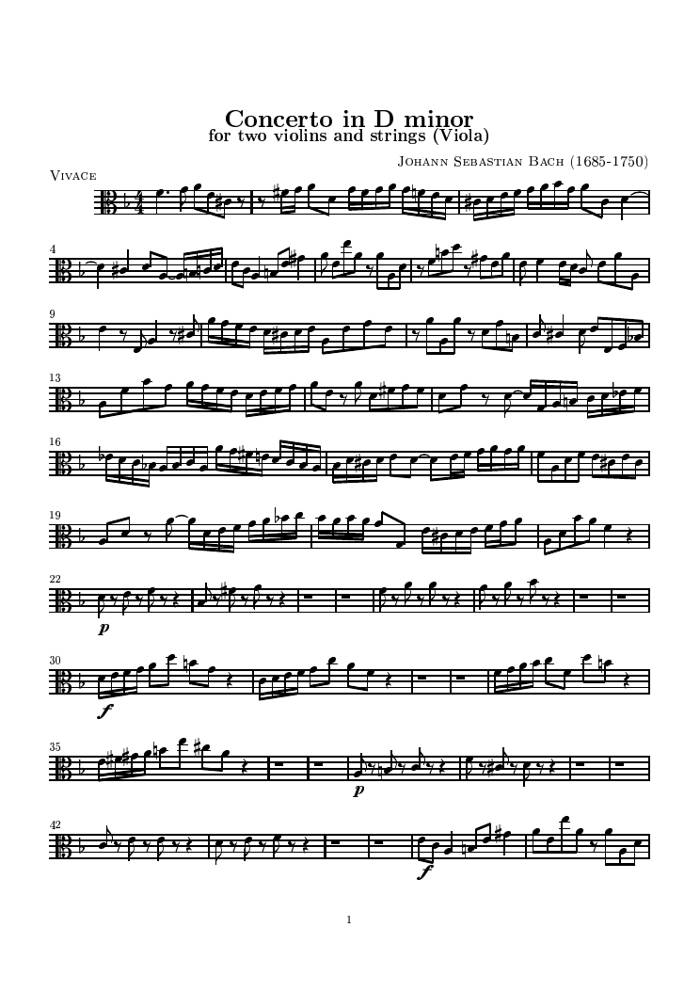 Concerto in D minor
for two violins and strings (Viola)
Johann Sebastian Bach (1685-1750)
Vivace
4
9
13
16
19
22
p
30
f
35
p
42
f
1